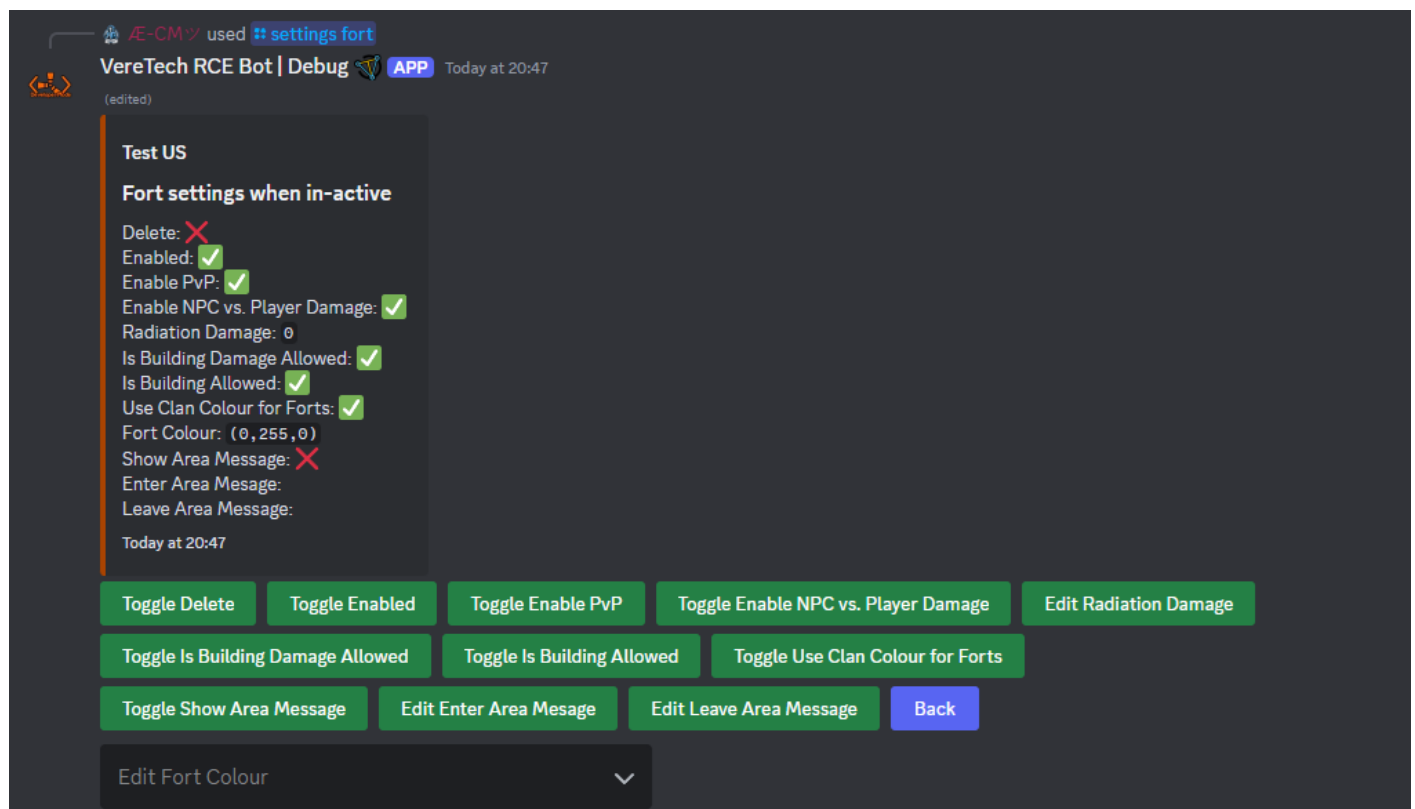 Æ-CMツ used settings fort
VereTech RCE Bot | Debug APP Today at 20:47
(edited)
Test US
Fort settings when in-active
Delete: ❌
Enabled: ✅
Enable PvP: ✅
Enable NPC vs. Player Damage: ✅
Radiation Damage: 0
Is Building Damage Allowed: ✅
Is Building Allowed: ✅
Use Clan Colour for Forts: ✅
Fort Colour: (0,255,0)
Show Area Message: ❌
Enter Area Mesage:
Leave Area Message:
Today at 20:47
Toggle Delete Toggle Enabled Toggle Enable PvP Toggle Enable NPC vs. Player Damage Edit Radiation Damage
Toggle Is Building Damage Allowed Toggle Is Building Allowed Toggle Use Clan Colour for Forts
Toggle Show Area Message Edit Enter Area Mesage Edit Leave Area Message Back
Edit Fort Colour